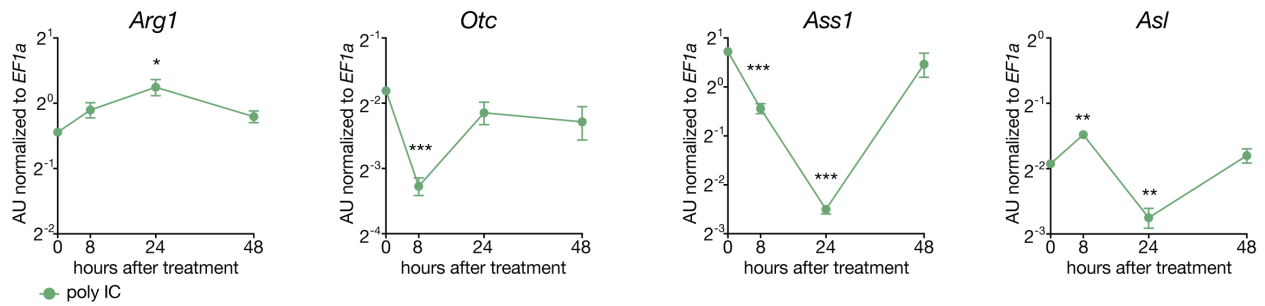 Arg1
AU normalized to EF1a
2^1
2^0
2^-1
2^-2
*
0 8 24 48
hours after treatment
Otc
AU normalized to EF1a
2^-1
2^-2
2^-3
2^-4
***
0 8 24 48
hours after treatment
Ass1
AU normalized to EF1a
2^1
2^0
2^-1
2^-2
2^-3
***
***
0 8 24 48
hours after treatment
Asl
AU normalized to EF1a
2^0
2^-1
2^-2
2^-3
**
**
0 8 24 48
hours after treatment
poly IC